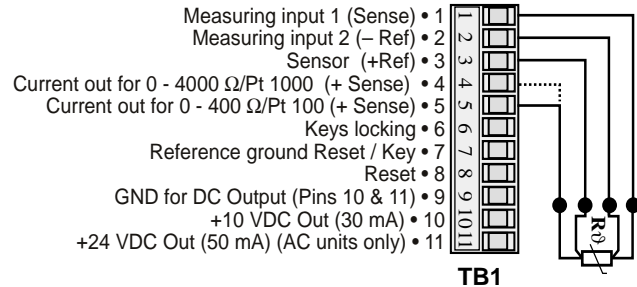 Measuring input 1 (Sense) • 1
Measuring input 2 (– Ref) • 2
Sensor (+Ref) • 3
Current out for 0 - 4000 Ω/Pt 1000 (+ Sense) • 4
Current out for 0 - 400 Ω/Pt 100 (+ Sense) • 5
Keys locking • 6
Reference ground Reset / Key • 7
Reset • 8
GND for DC Output (Pins 10 & 11) • 9
+10 VDC Out (30 mA) • 10
+24 VDC Out (50 mA) (AC units only) • 11
1
2
3
4
5
6
7
8
9
10
11
TB1
Rϑ